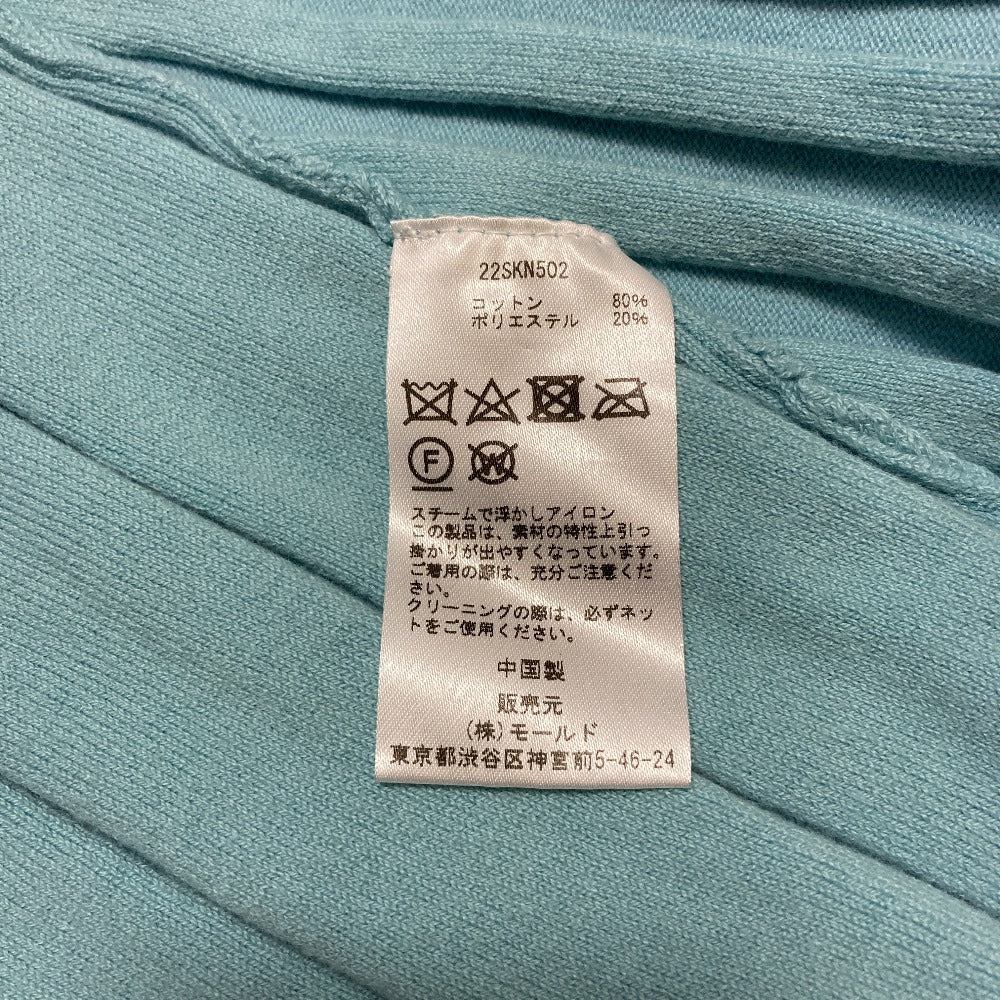 22SKN502
コットン 80%
ポリエステル 20%
F W
スチームで浮かしアイロン
この製品は、素材の特性上引っ
掛かりが出やすくなっています。
ご着用の際は、充分ご注意くだ
さい。
クリーニングの際は、必ずネッ
トをご使用ください。
中国製
販売元
(株)モールド
東京都渋谷区神宮前5-46-24